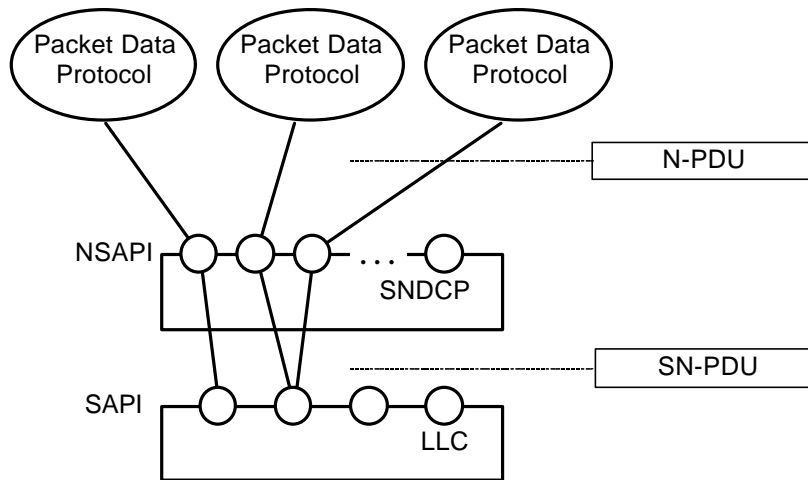 Packet Data
Protocol
Packet Data
Protocol
Packet Data
Protocol
N-PDU
NSAPI
. . .
SNDCP
SN-PDU
SAPI
LLC